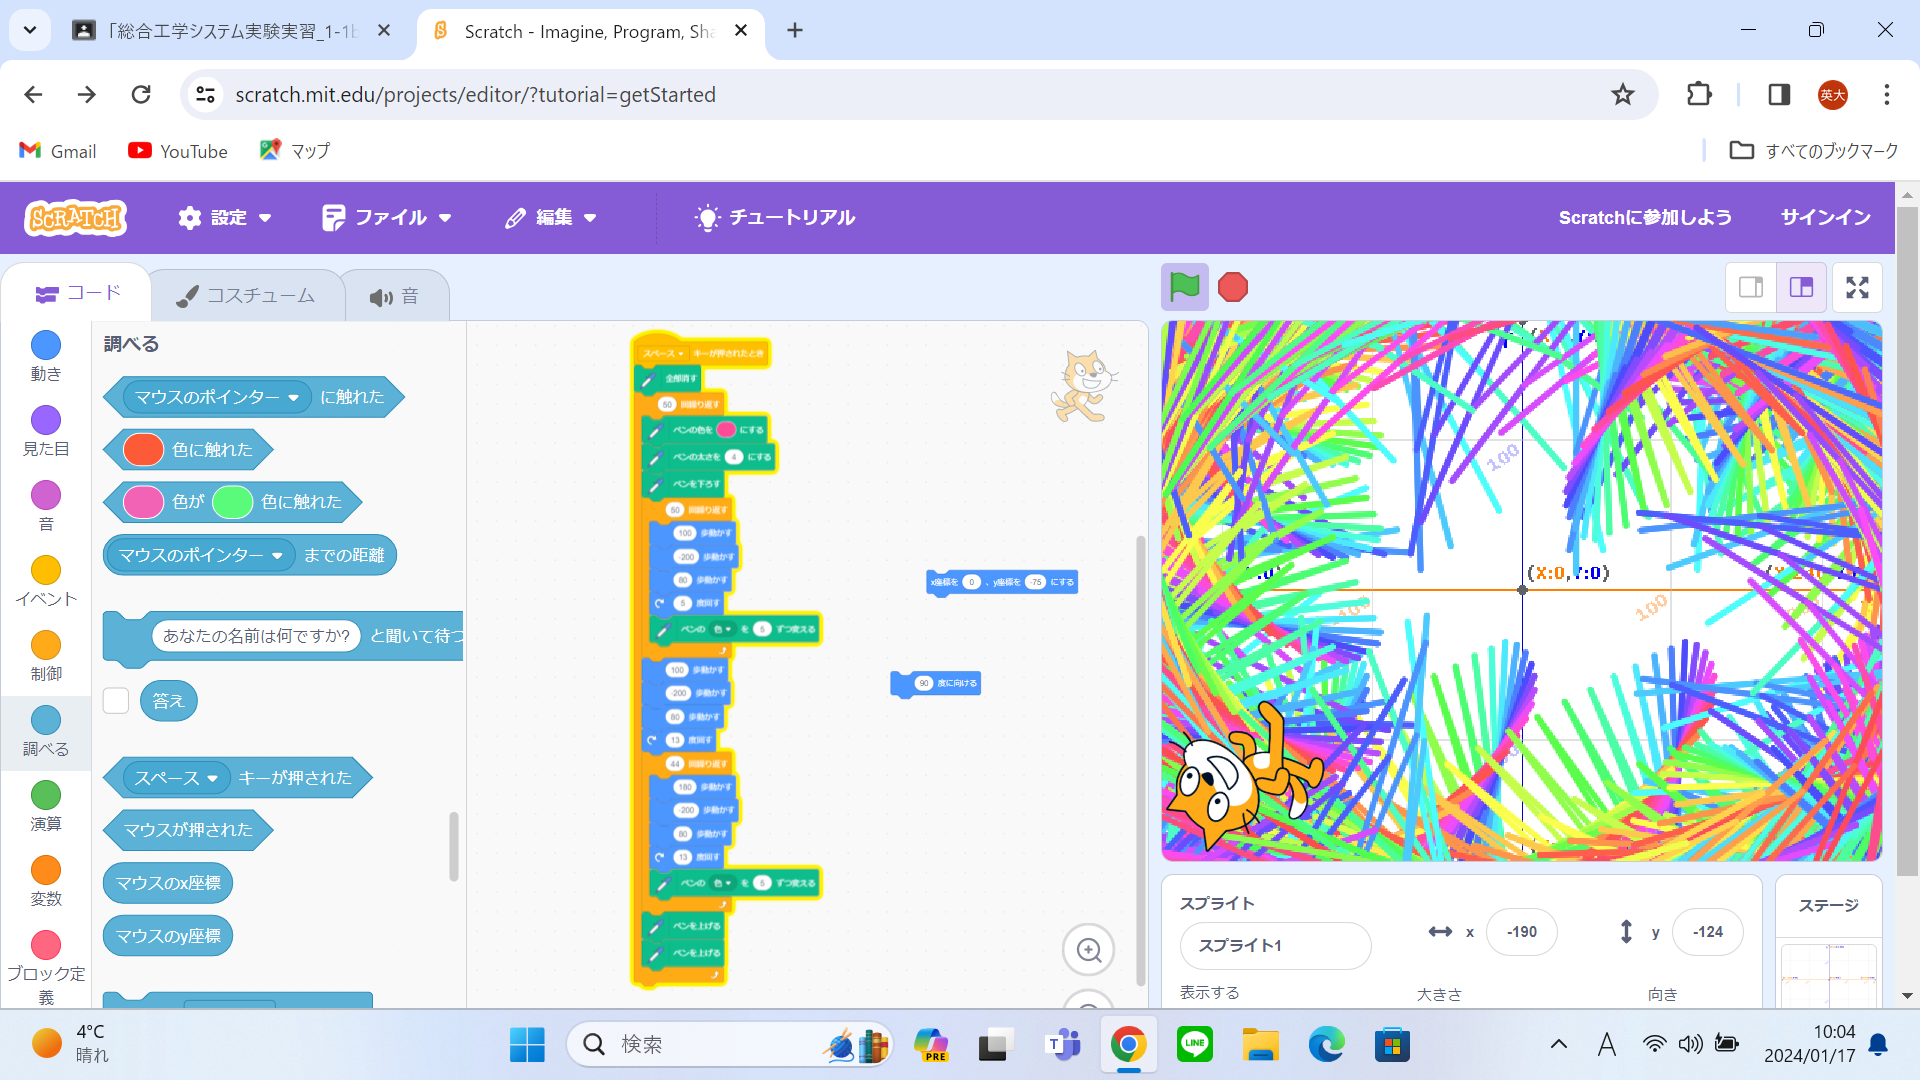 「総合工学システム実験実習_1-1b
Scratch - Imagine, Program, Sha
scratch.mit.edu/projects/editor/?tutorial=getStarted
英大
Gmail
YouTube
マップ
すべてのブックマーク
SCRATCH
設定
ファイル
編集
チュートリアル
Scratchに参加しよう
サインイン
コード
コスチューム
音
動き
見た目
音
イベント
制御
調べる
演算
変数
ブロック定
義
調べる
マウスのポインター に触れた
色に触れた
色が 色に触れた
マウスのポインター までの距離
あなたの名前は何ですか? と聞いて待つ
答え
スペース キーが押された
マウスが押された
マウスのx座標
マウスのy座標
スペース キーが押されたとき
全部消す
50 回繰り返す
ペンの色を にする
ペンの太さを 4 にする
ペンを下ろす
50 回繰り返す
100 歩動かす
-200 歩動かす
80 歩動かす
5 度回す
ペンの 色 を 5 ずつ変える
100 歩動かす
-200 歩動かす
80 歩動かす
13 度回す
44 回繰り返す
180 歩動かす
-200 歩動かす
80 歩動かす
13 度回す
ペンの 色 を 5 ずつ変える
ペンを上げる
ペンを上げる
x座標を 0 、y座標を -75 にする
90 度に向ける
100
(X:0,Y:0)
100
100
スプライト
スプライト1
x -190
y -124
表示する
大きさ
向き
ステージ
4°C
晴れ
検索
PRE
T
LINE
A
10:04
2024/01/17